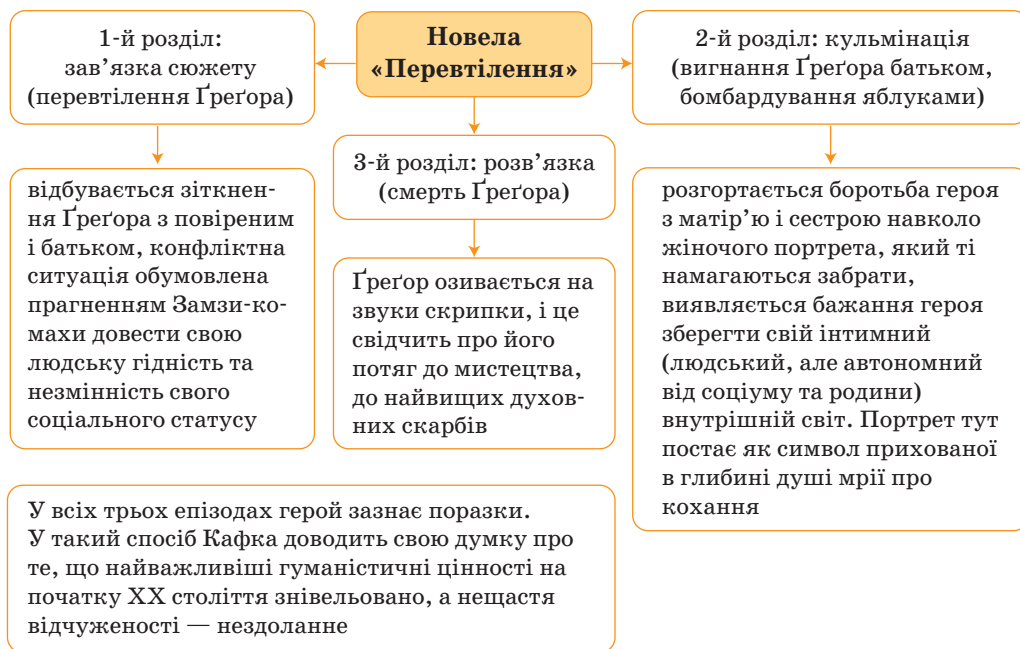 Новела
«Перевтілення»
1-й розділ:
зав’язка сюжету
(перевтілення Ґреґора)
відбувається зіткнен-
ня Ґреґора з повіреним
і батьком, конфліктна
ситуація обумовлена
прагненням Замзи-ко-
махи довести свою
людську гідність та
незмінність свого
соціального статусу
2-й розділ: кульмінація
(вигнання Ґреґора батьком,
бомбардування яблуками)
розгортається боротьба героя
з матір’ю і сестрою навколо
жіночого портрета, який ті
намагаються забрати,
виявляється бажання героя
зберегти свій інтимний
(людський, але автономний
від соціуму та родини)
внутрішній світ. Портрет тут
постає як символ прихованої
в глибині душі мрії про
кохання
3-й розділ: розв’язка
(смерть Ґреґора)
Ґреґор озивається на
звуки скрипки, і це
свідчить про його
потяг до мистецтва,
до найвищих духов-
них скарбів
У всіх трьох епізодах герой зазнає поразки.
У такий спосіб Кафка доводить свою думку про
те, що найважливіші гуманістичні цінності на
початку XX століття знівельовано, а нещастя
відчуженості — нездоланне